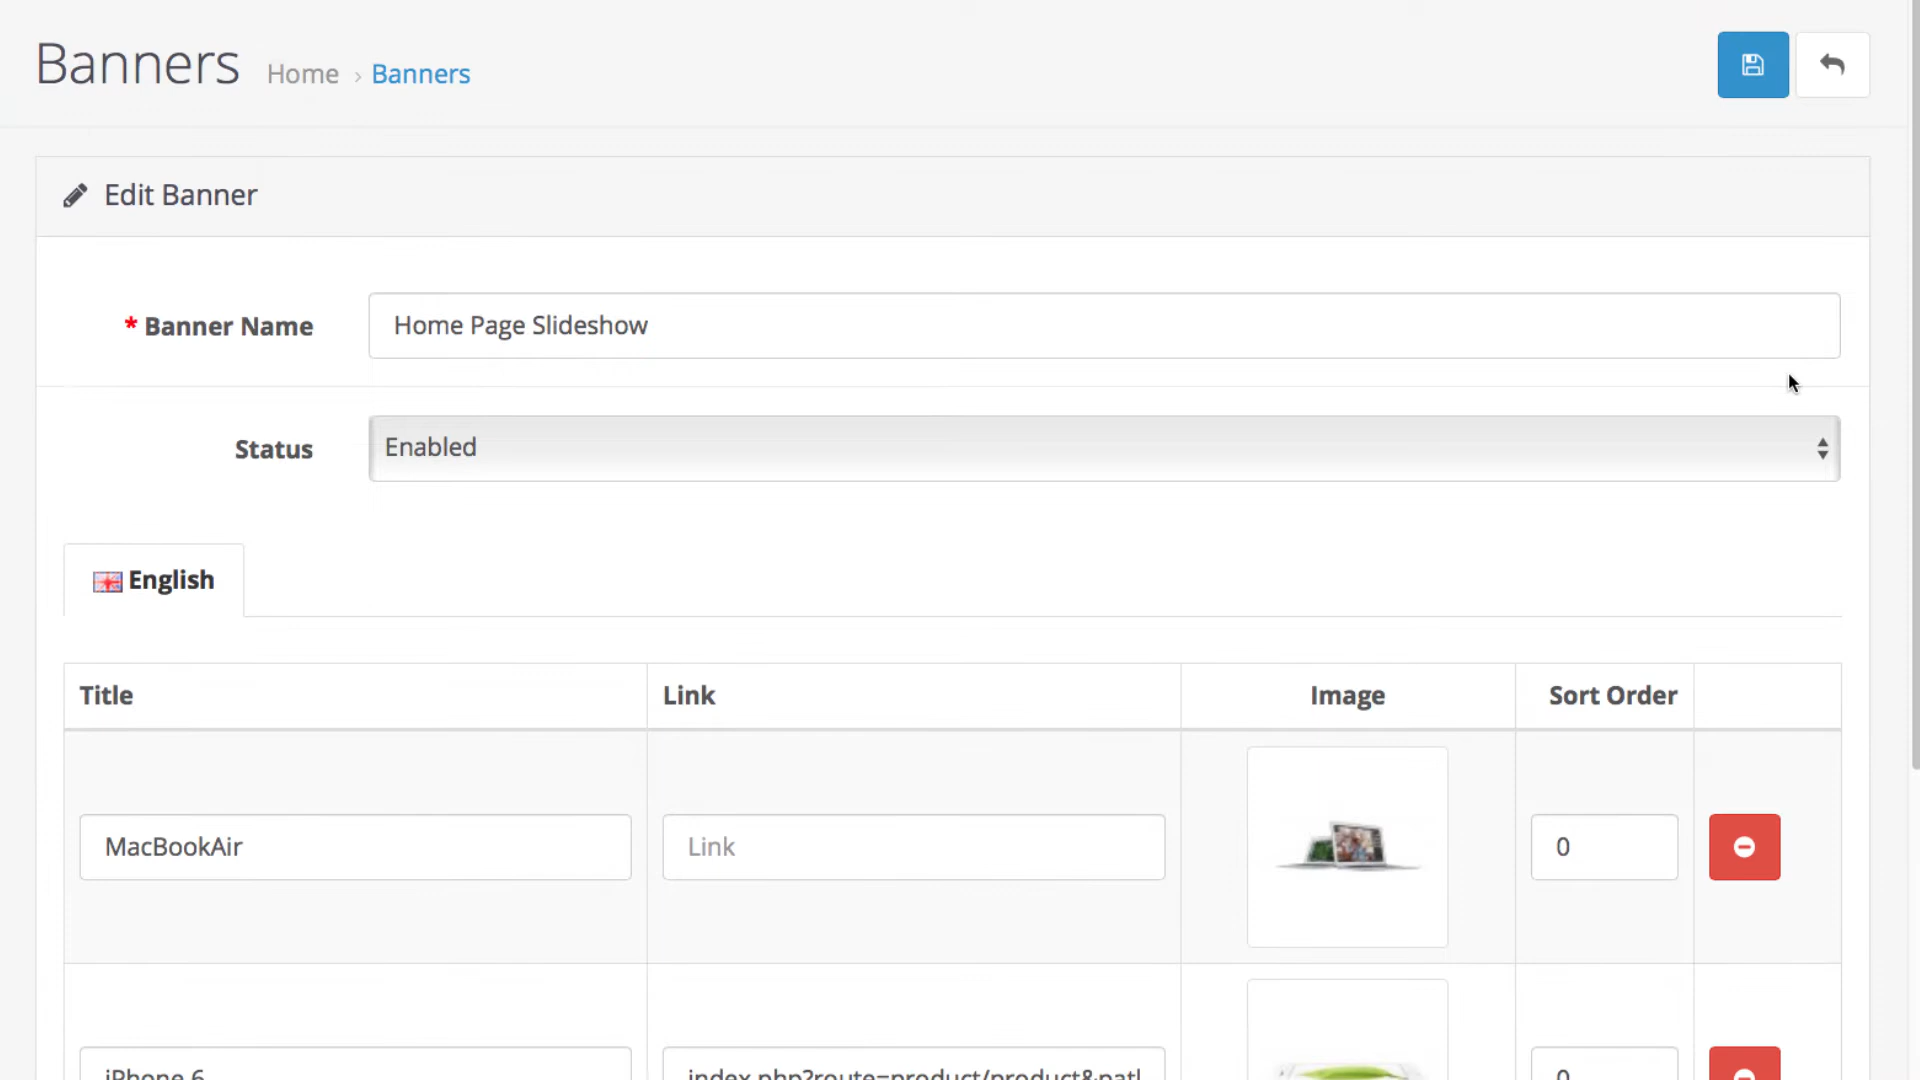 Banners Home › Banners
Edit Banner
* Banner Name Home Page Slideshow
Status Enabled
English
Title Link Image Sort Order
MacBookAir Link 0
iPhone 6 index.php?route=product/product&path 0